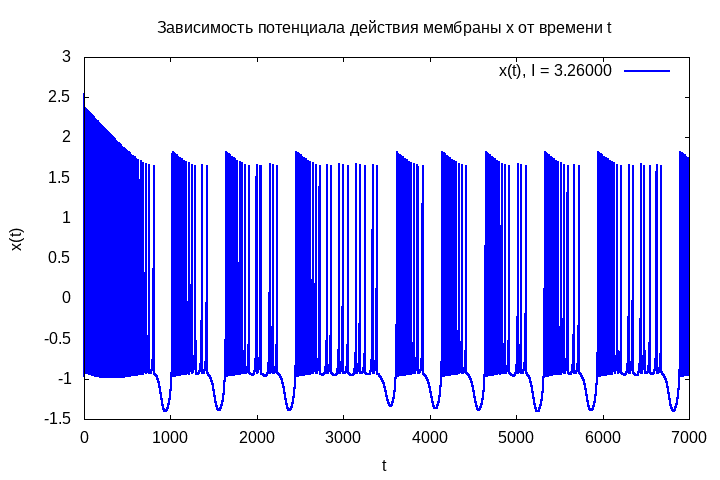 Зависимость потенциала действия мембраны x от времени t
x(t), I = 3.26000
3
2.5
2
1.5
1
0.5
0
-0.5
-1
-1.5
x(t)
0 1000 2000 3000 4000 5000 6000 7000
t